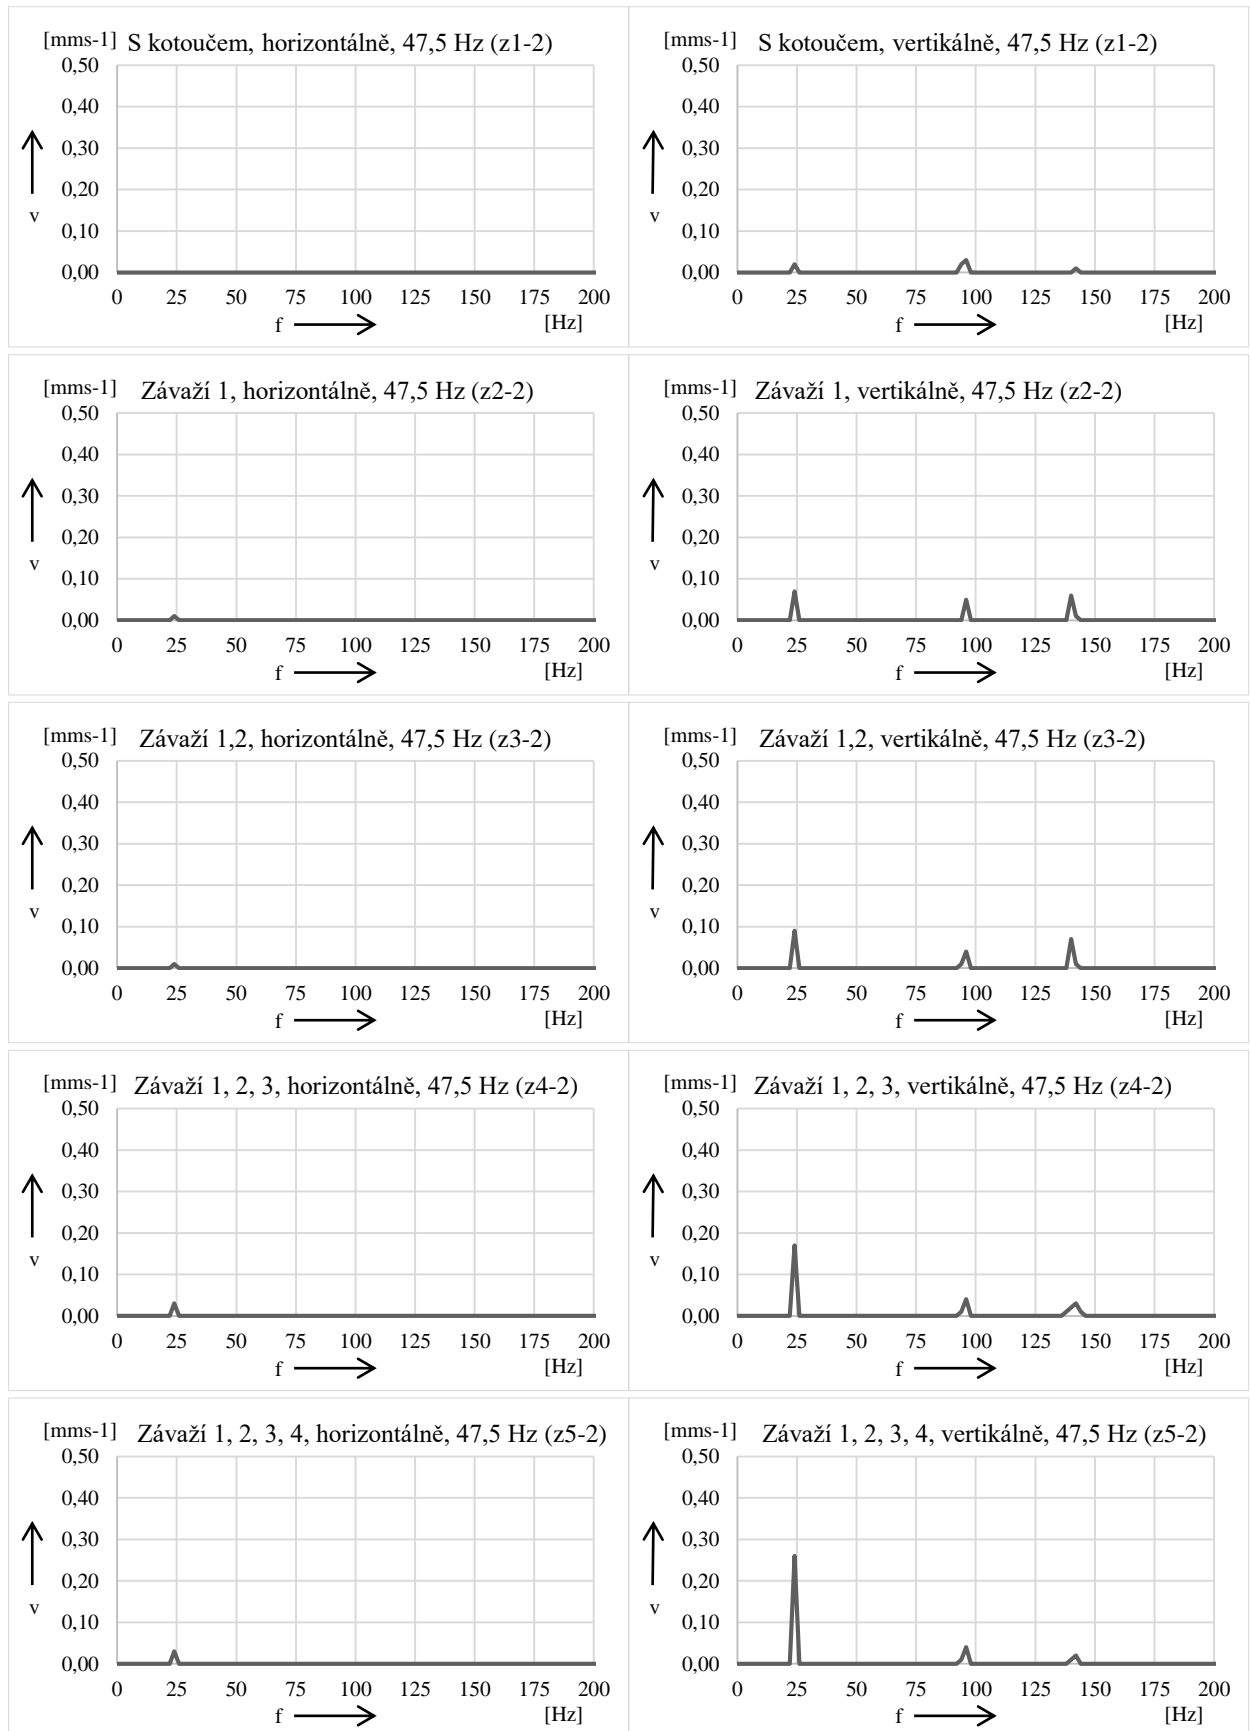 [mms-1] S kotoučem, horizontálně, 47,5 Hz (z1-2)
0,50
0,40
0,30
0,20
0,10
0,00
v
0 25 50 75 100 125 150 175 200
f [Hz]
[mms-1] S kotoučem, vertikálně, 47,5 Hz (z1-2)
0,50
0,40
0,30
0,20
0,10
0,00
v
0 25 50 75 100 125 150 175 200
f [Hz]
[mms-1] Závaží 1, horizontálně, 47,5 Hz (z2-2)
0,50
0,40
0,30
0,20
0,10
0,00
v
0 25 50 75 100 125 150 175 200
f [Hz]
[mms-1] Závaží 1, vertikálně, 47,5 Hz (z2-2)
0,50
0,40
0,30
0,20
0,10
0,00
v
0 25 50 75 100 125 150 175 200
f [Hz]
[mms-1] Závaží 1,2, horizontálně, 47,5 Hz (z3-2)
0,50
0,40
0,30
0,20
0,10
0,00
v
0 25 50 75 100 125 150 175 200
f [Hz]
[mms-1] Závaží 1,2, vertikálně, 47,5 Hz (z3-2)
0,50
0,40
0,30
0,20
0,10
0,00
v
0 25 50 75 100 125 150 175 200
f [Hz]
[mms-1] Závaží 1, 2, 3, horizontálně, 47,5 Hz (z4-2)
0,50
0,40
0,30
0,20
0,10
0,00
v
0 25 50 75 100 125 150 175 200
f [Hz]
[mms-1] Závaží 1, 2, 3, vertikálně, 47,5 Hz (z4-2)
0,50
0,40
0,30
0,20
0,10
0,00
v
0 25 50 75 100 125 150 175 200
f [Hz]
[mms-1] Závaží 1, 2, 3, 4, horizontálně, 47,5 Hz (z5-2)
0,50
0,40
0,30
0,20
0,10
0,00
v
0 25 50 75 100 125 150 175 200
f [Hz]
[mms-1] Závaží 1, 2, 3, 4, vertikálně, 47,5 Hz (z5-2)
0,50
0,40
0,30
0,20
0,10
0,00
v
0 25 50 75 100 125 150 175 200
f [Hz]